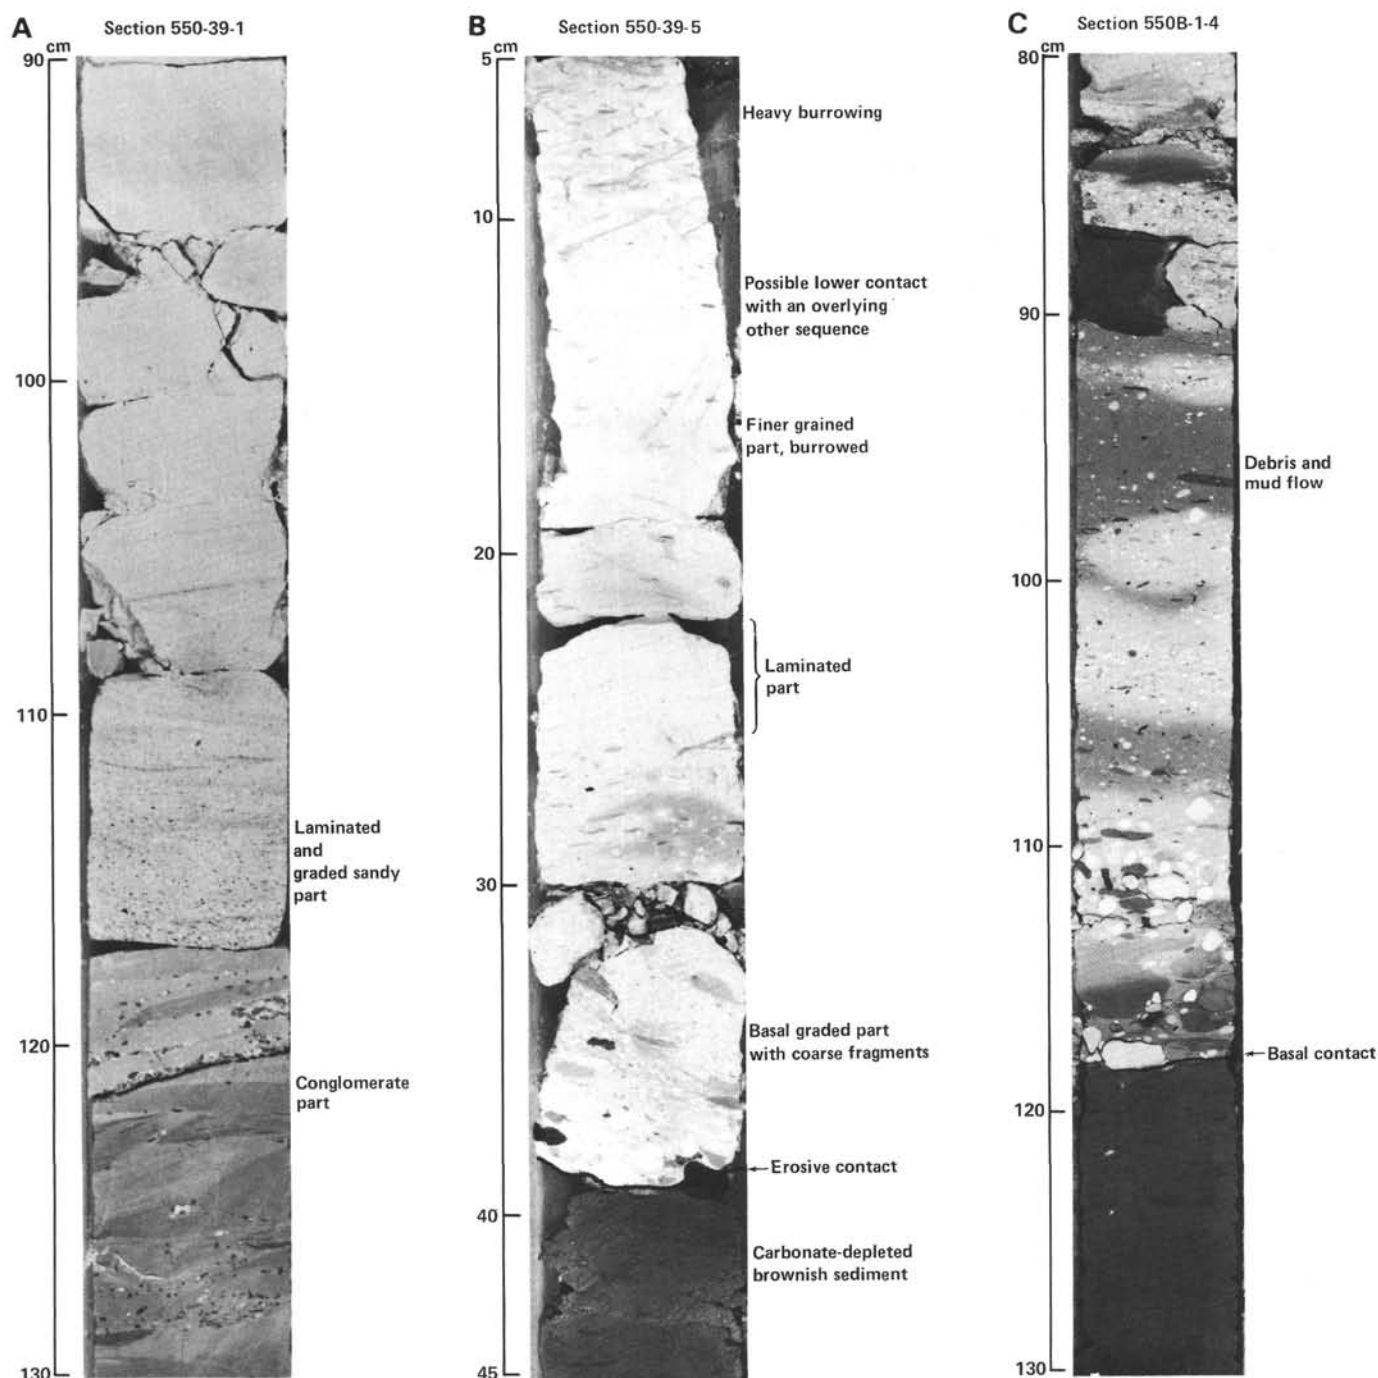 A
Section 550-39-1
cm
90
100
110
Laminated
and
graded sandy
part
120
Conglomerate
part
130
B
Section 550-39-5
cm
5
Heavy burrowing
10
Possible lower contact
with an overlying
other sequence
Finer grained
part, burrowed
20
Laminated
part
30
Basal graded part
with coarse fragments
Erosive contact
40
Carbonate-depleted
brownish sediment
45
C
Section 550B-1-4
cm
80
90
Debris and
mud flow
100
110
Basal contact
120
130